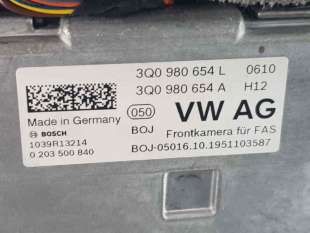 3Q0 980 654 L 0610
3Q0 980 654 A H12
Made in Germany 050 VW AG
BOSCH BOJ Frontkamera für FAS
1039R13214 BOJ-05016.10.1951103587
0 203 500 840